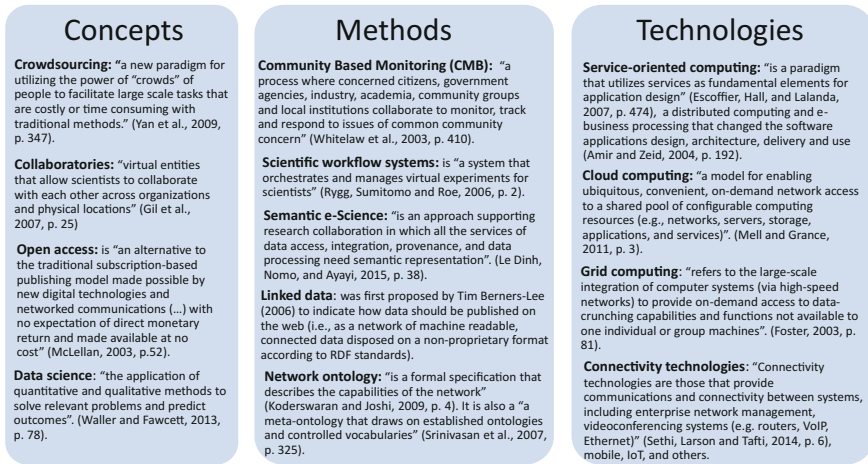 Concepts
Crowdsourcing: “a new paradigm for
utilizing the power of “crowds” of
people to facilitate large scale tasks that
are costly or time consuming with
traditional methods.” (Yan et al., 2009,
p. 347).
Collaboratories: “virtual entities
that allow scientists to collaborate
with each other across organizations
and physical locations” (Gil et al.,
2007, p. 25)
Open access: is “an alternative to
the traditional subscription-based
publishing model made possible by
new digital technologies and
networked communications (...) with
no expectation of direct monetary
return and made available at no
cost” (McLellan, 2003, p.52).
Data science: “the application of
quantitative and qualitative methods to
solve relevant problems and predict
outcomes”. (Waller and Fawcett, 2013,
p. 78).
Methods
Community Based Monitoring (CMB): “a
process where concerned citizens, government
agencies, industry, academia, community groups
and local institutions collaborate to monitor, track
and respond to issues of common community
concern” (Whitelaw et al., 2003, p. 410).
Scientific workflow systems: is “a system that
orchestrates and manages virtual experiments for
scientists” (Rygg, Sumitomo and Roe, 2006, p. 2).
Semantic e-Science: “is an approach supporting
research collaboration in which all the services of
data access, integration, provenance, and data
processing need semantic representation”. (Le Dinh,
Nomo, and Ayayi, 2015, p. 38).
Linked data: was first proposed by Tim Berners-Lee
(2006) to indicate how data should be published on
the web (i.e., as a network of machine readable,
connected data disposed on a non-proprietary format
according to RDF standards).
Network ontology: “is a formal specification that
describes the capabilities of the network”
(Koderswaran and Joshi, 2009, p. 4). It is also a “a
meta-ontology that draws on established ontologies
and controlled vocabularies” (Srinivasan et al., 2007,
p. 325).
Technologies
Service-oriented computing: “is a paradigm
that utilizes services as fundamental elements for
application design” (Escoffier, Hall, and Lalanda,
2007, p. 474), a distributed computing and e-
business processing that changed the software
applications design, architecture, delivery and use
(Amir and Zeid, 2004, p. 192).
Cloud computing: “a model for enabling
ubiquitous, convenient, on-demand network access
to a shared pool of configurable computing
resources (e.g., networks, servers, storage,
applications, and services)”. (Mell and Grance,
2011, p. 3).
Grid computing: “refers to the large-scale
integration of computer systems (via high-speed
networks) to provide on-demand access to data-
crunching capabilities and functions not available to
one individual or group machines”. (Foster, 2003, p.
81).
Connectivity technologies: “Connectivity
technologies are those that provide
communications and connectivity between systems,
including enterprise network management,
videoconferencing systems (e.g. routers, VoIP,
Ethernet)” (Sethi, Larson and Tafti, 2014, p. 6),
mobile, IoT, and others.